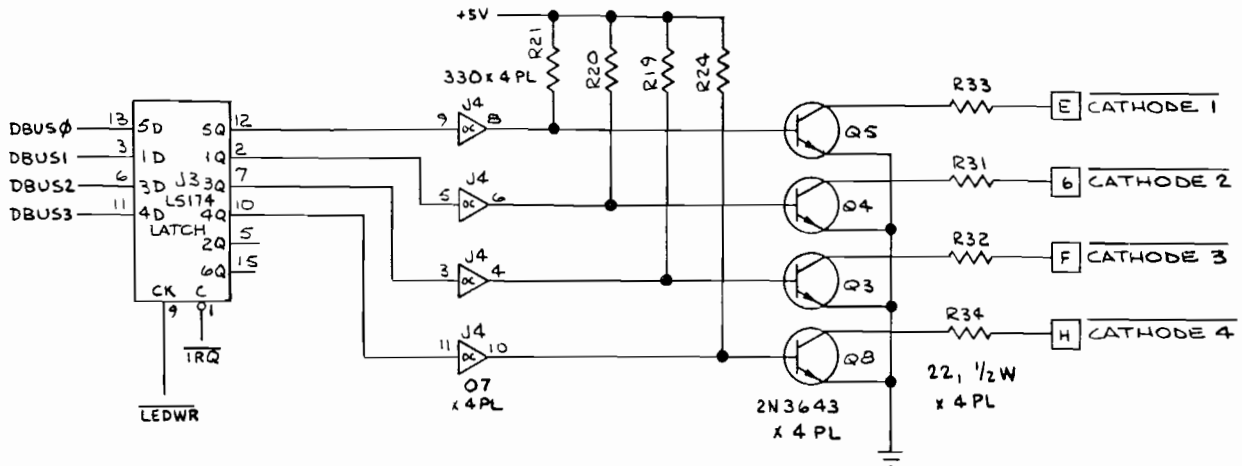 +5V
R21
R20
R19
R24
330 x 4 PL
DBUSØ
DBUS1
DBUS2
DBUS3
13
3
6
11
5D
1D
3D
4D
J3
LS174
LATCH
5Q
1Q
3Q
4Q
2Q
6Q
12
2
7
10
5
15
CK
C
9
1
IRQ
LEDWR
J4
9
8
OC
J4
5
6
OC
J4
3
4
OC
J4
11
10
OC
07
x 4 PL
Q5
Q4
Q3
Q8
2N3643
x 4 PL
R33
R31
R32
R34
22, 1/2 W
x 4 PL
E CATHODE 1
6 CATHODE 2
F CATHODE 3
H CATHODE 4